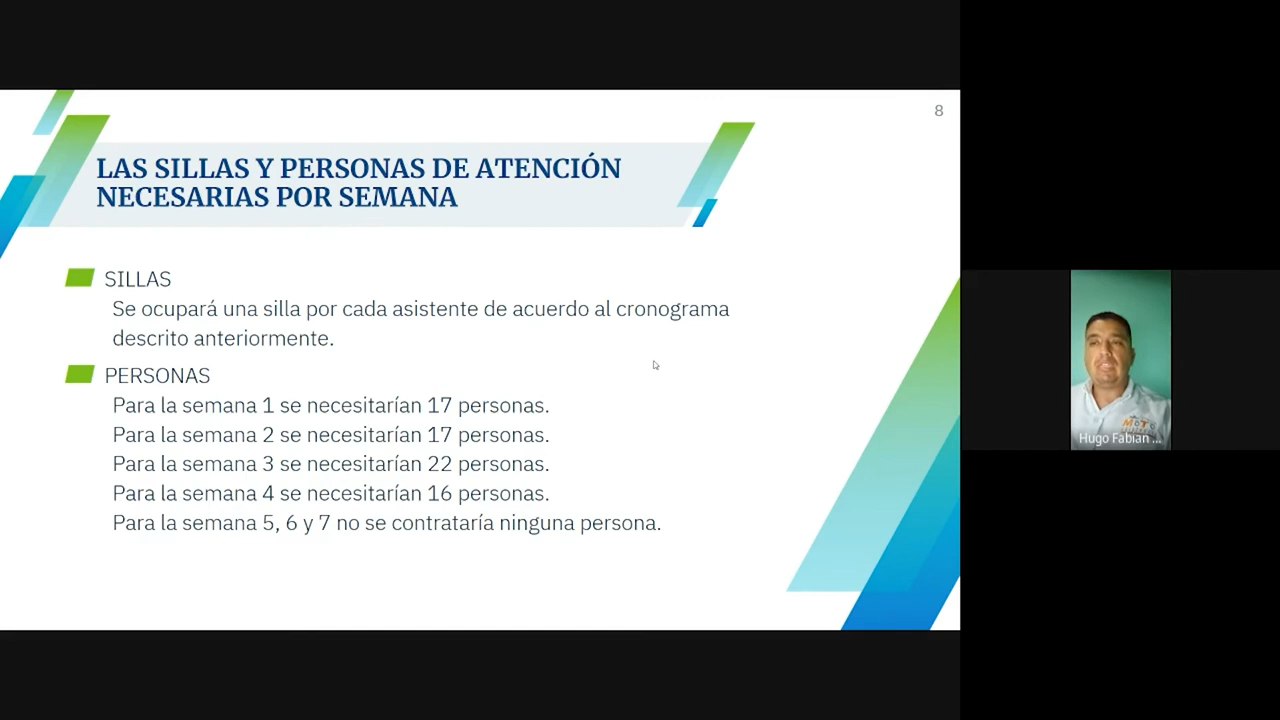 8
LAS SILLAS Y PERSONAS DE ATENCIÓN
NECESARIAS POR SEMANA
SILLAS
Se ocupará una silla por cada asistente de acuerdo al cronograma
descrito anteriormente.
PERSONAS
Para la semana 1 se necesitarían 17 personas.
Para la semana 2 se necesitarían 17 personas.
Para la semana 3 se necesitarían 22 personas.
Para la semana 4 se necesitarían 16 personas.
Para la semana 5, 6 y 7 no se contrataría ninguna persona.
Hugo Fabian ...